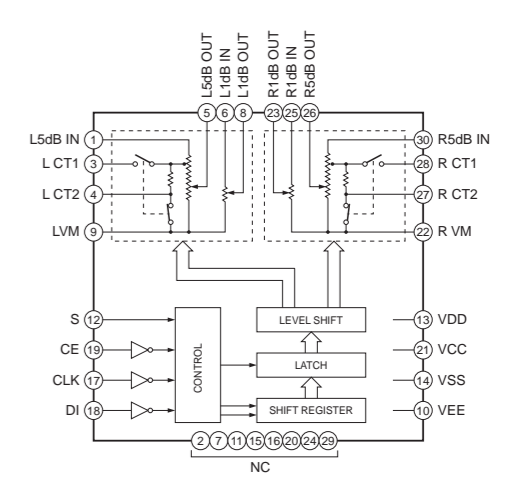 L5dB OUT
L1dB IN
L1dB OUT
R1dB OUT
R1dB IN
R5dB OUT
5 6 8 23 25 26
L5dB IN 1
30 R5dB IN
L CT1 3
28 R CT1
L CT2 4
27 R CT2
LVM 9
22 R VM
S 12
LEVEL SHIFT
13 VDD
CE 19
CONTROL
LATCH
21 VCC
CLK 17
14 VSS
DI 18
SHIFT REGISTER
10 VEE
2 7 11 15 16 20 24 29
NC